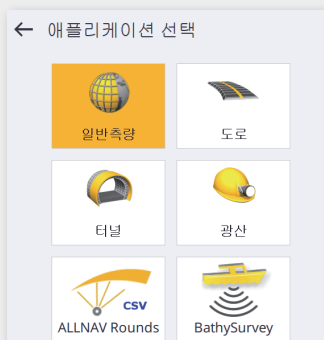 애플리케이션 선택
일반측량
도로
터널
광산
CSV
ALLNAV Rounds
BathySurvey